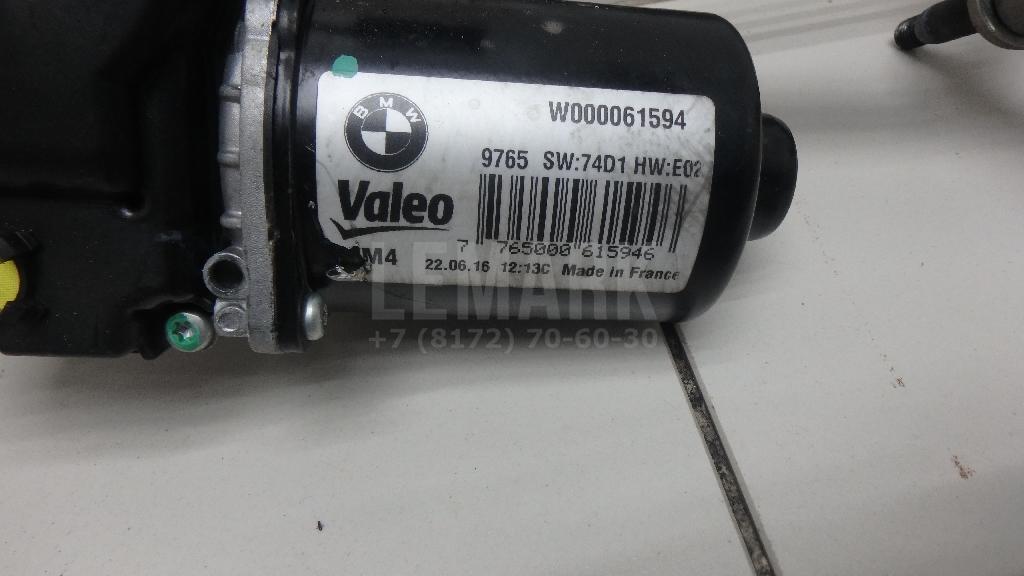 BMW
W000061594
9765 SW:74D1 HW:E02
Valeo
7 765000 615946
M4
22.06.16 12:13C Made in France
LEMARK
+7 (8172) 70-60-30